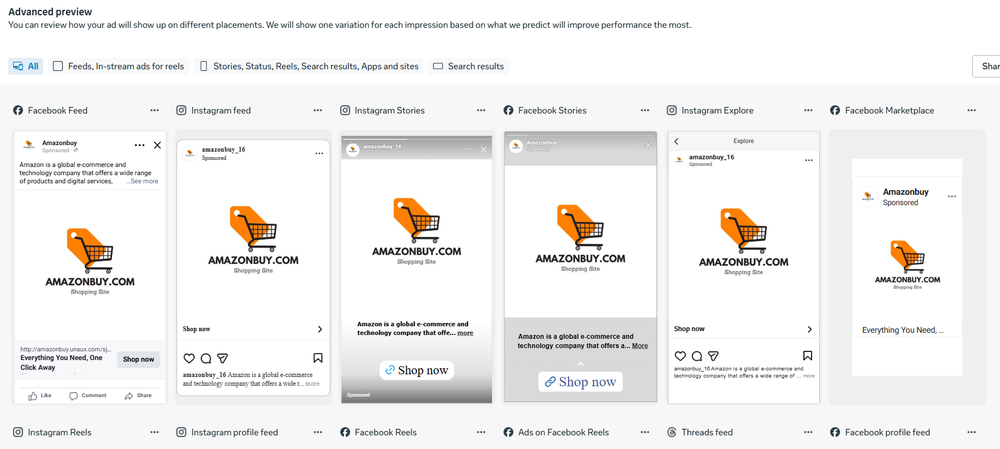 Advanced preview
You can review how your ad will show up on different placements. We will show one variation for each impression based on what we predict will improve performance the most.
All
Feeds, In-stream ads for reels
Stories, Status, Reels, Search results, Apps and sites
Search results
Shar
Facebook Feed
Instagram feed
Instagram Stories
Facebook Stories
Instagram Explore
Facebook Marketplace
Amazonbuy
Sponsored ·
Amazon is a global e-commerce and
technology company that offers a wide range
of products and digital services, ...See more
AMAZONBUY.COM
Shopping Site
http://amazonbuy.unaux.com/sj...
Everything You Need, One
Click Away
Shop now
Like
Comment
Share
amazonbuy_16
Sponsored
AMAZONBUY.COM
Shopping Site
Shop now
amazonbuy_16 Amazon is a global e-commerce
and technology company that offers a wide r... more
amazonbuy_16
AMAZONBUY.COM
Shopping Site
Amazon is a global e-commerce and
technology company that offe... more
Shop now
Sponsored
Amazonbuy
Sponsored
AMAZONBUY.COM
Shopping Site
Amazon is a global e-commerce and
technology company that offers a... More
Shop now
Explore
amazonbuy_16
Sponsored
AMAZONBUY.COM
Shopping Site
Shop now
amazonbuy_16 Amazon is a global e-commerce and
technology company that offers a wide range of ... more
Amazonbuy
Sponsored
AMAZONBUY.COM
Shopping Site
Everything You Need, ...
Instagram Reels
Instagram profile feed
Facebook Reels
Ads on Facebook Reels
Threads feed
Facebook profile feed